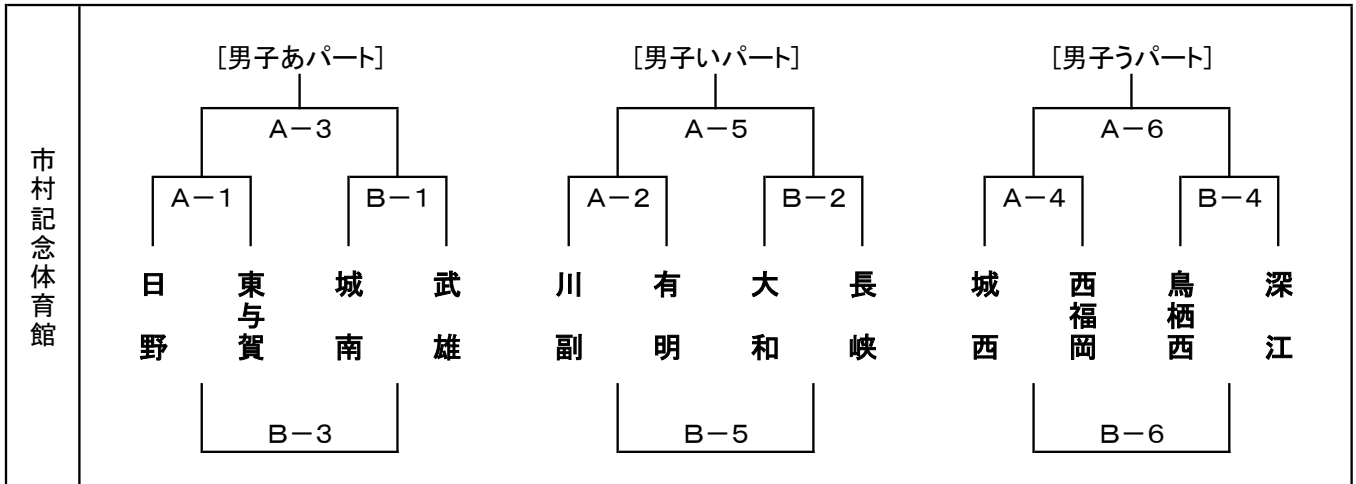 市村記念体育館
[男子あパート]
[男子いパート]
[男子うパート]
A-3
A-5
A-6
A-1
B-1
A-2
B-2
A-4
B-4
日野
東与賀
城南
武雄
川副
有明
大和
長峡
城西
西福岡
鳥栖西
深江
B-3
B-5
B-6